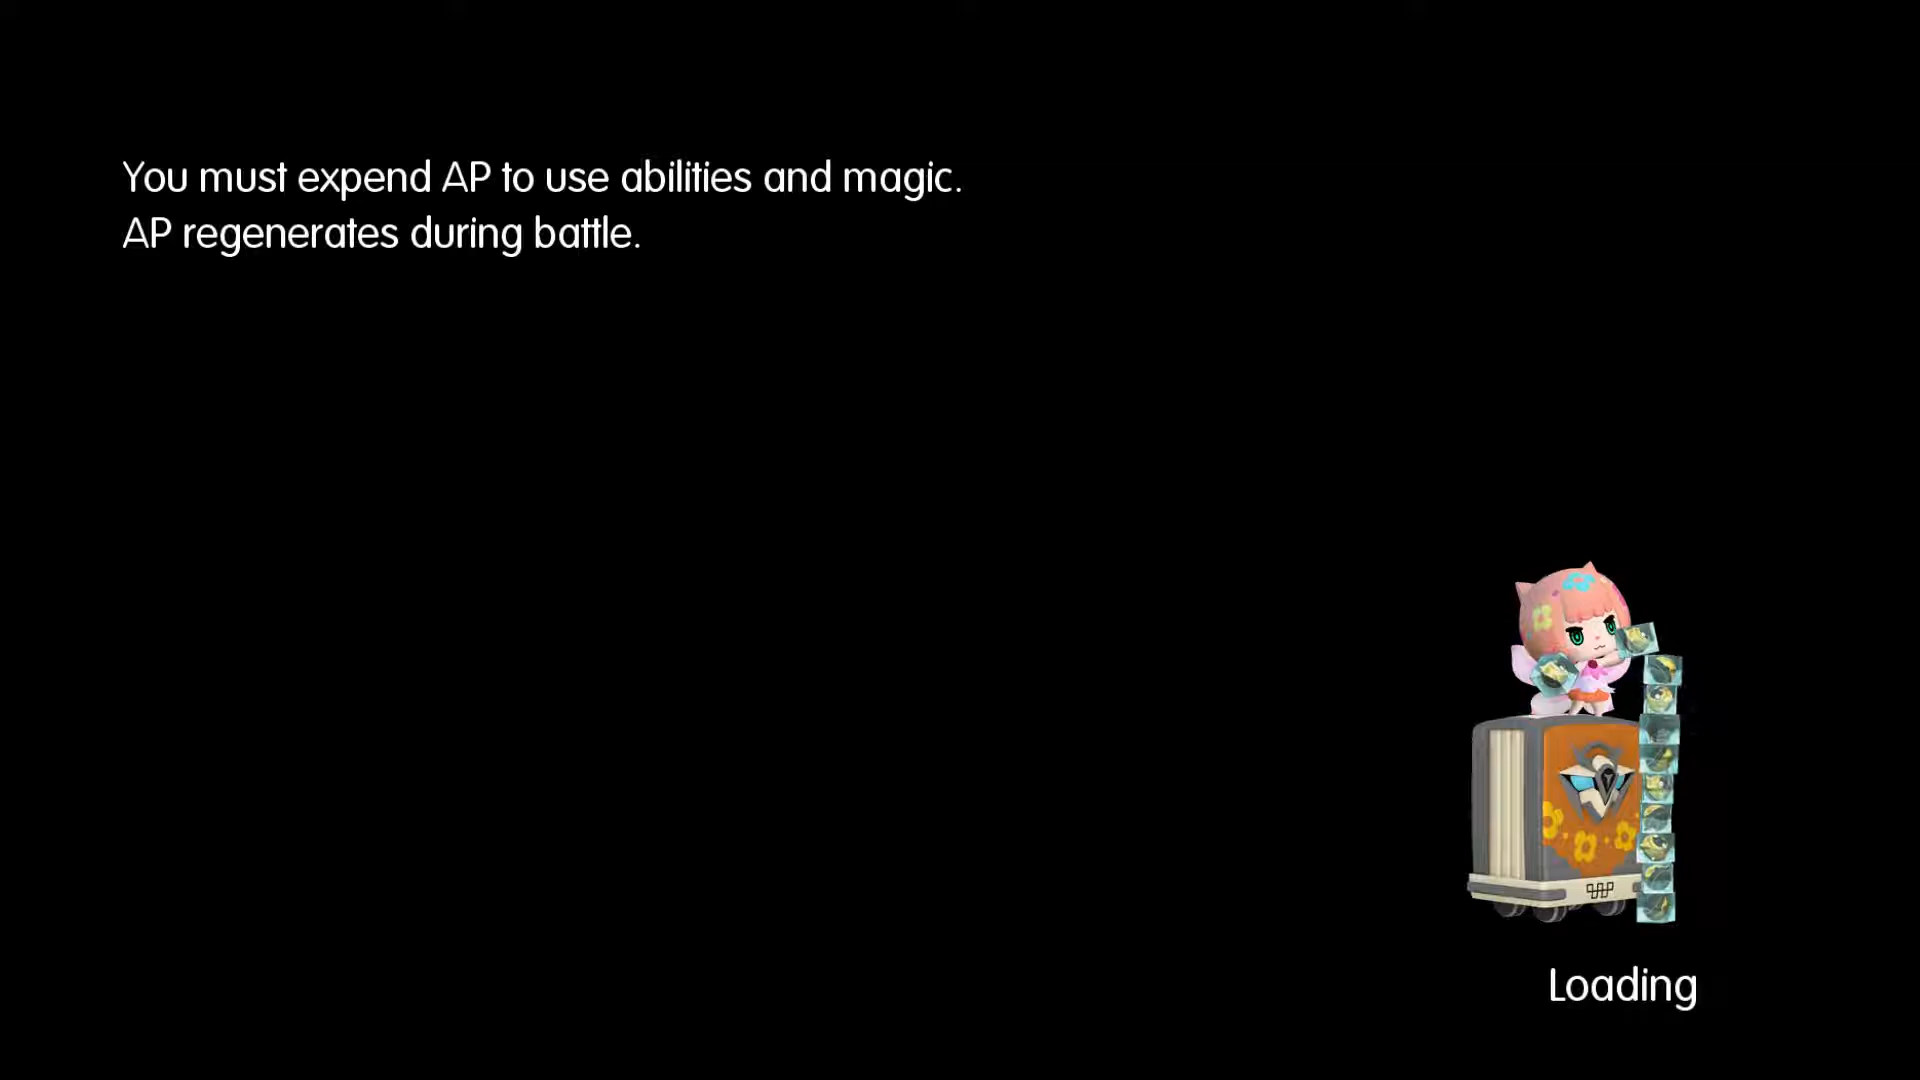 You must expend AP to use abilities and magic.
AP regenerates during battle.
Loading